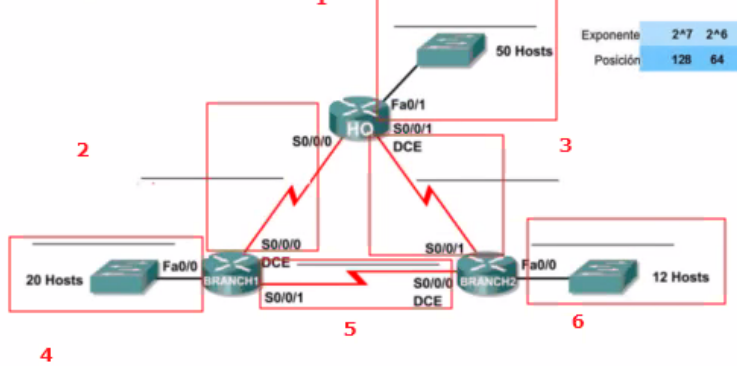 1
50 Hosts
Exponente 2^7 2^6
Posición 128 64
Fa0/1
HQ
S0/0/0
S0/0/1
DCE
2
3
S0/0/0
DCE
S0/0/1
20 Hosts
Fa0/0
BRANCH1
S0/0/1
S0/0/0
DCE
BRANCH2
Fa0/0
12 Hosts
5
6
4